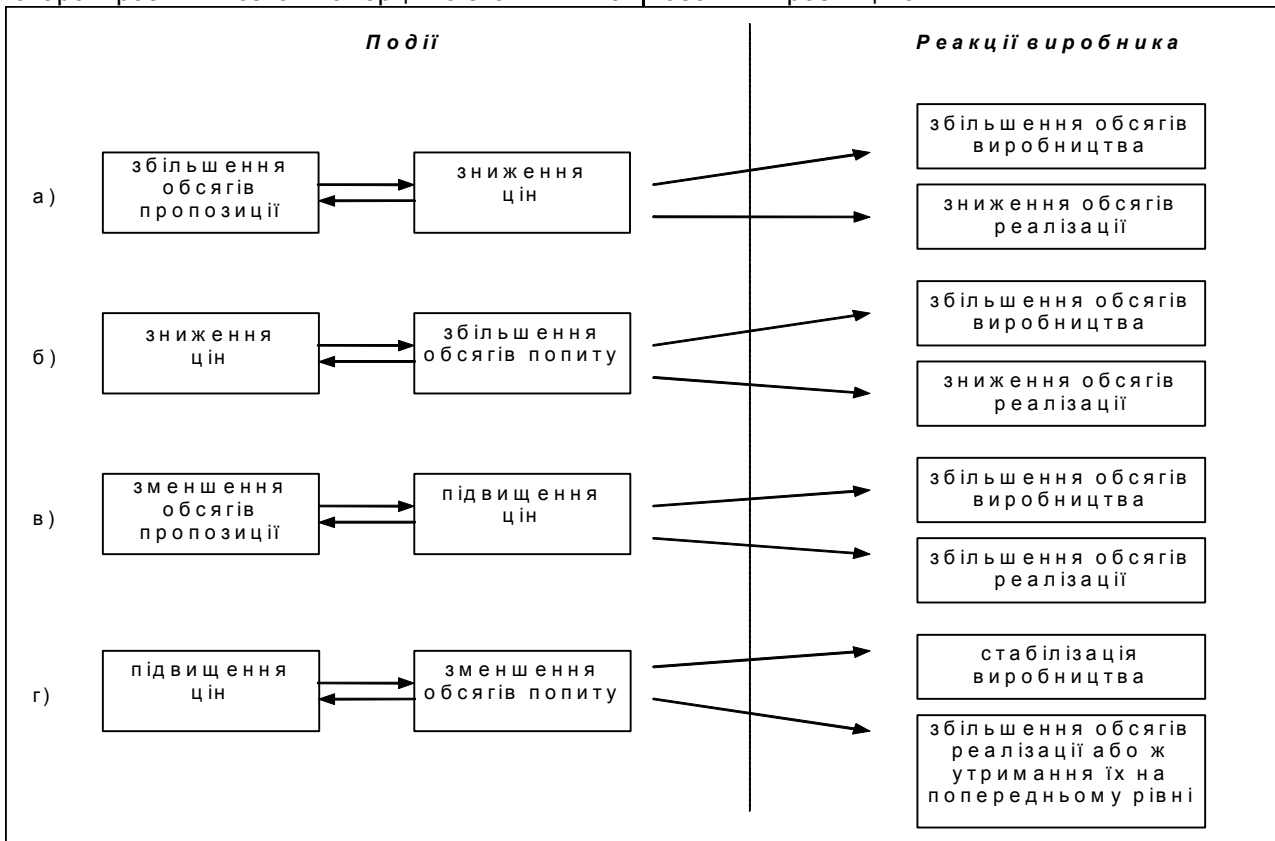 Події
Реакції виробника
а)
збільшення
обсягів
пропозиції
зниження
цін
збільшення обсягів
виробництва
зниження обсягів
реалізації
б)
зниження
цін
збільшення
обсягів попиту
збільшення обсягів
виробництва
зниження обсягів
реалізації
в)
зменшення
обсягів
пропозиції
підвищення
цін
збільшення обсягів
виробництва
збільшення обсягів
реалізації
г)
підвищення
цін
зменшення
обсягів попиту
стабілізація
виробництва
збільшення обсягів
реалізації або ж
утримання їх на
попередньому рівні